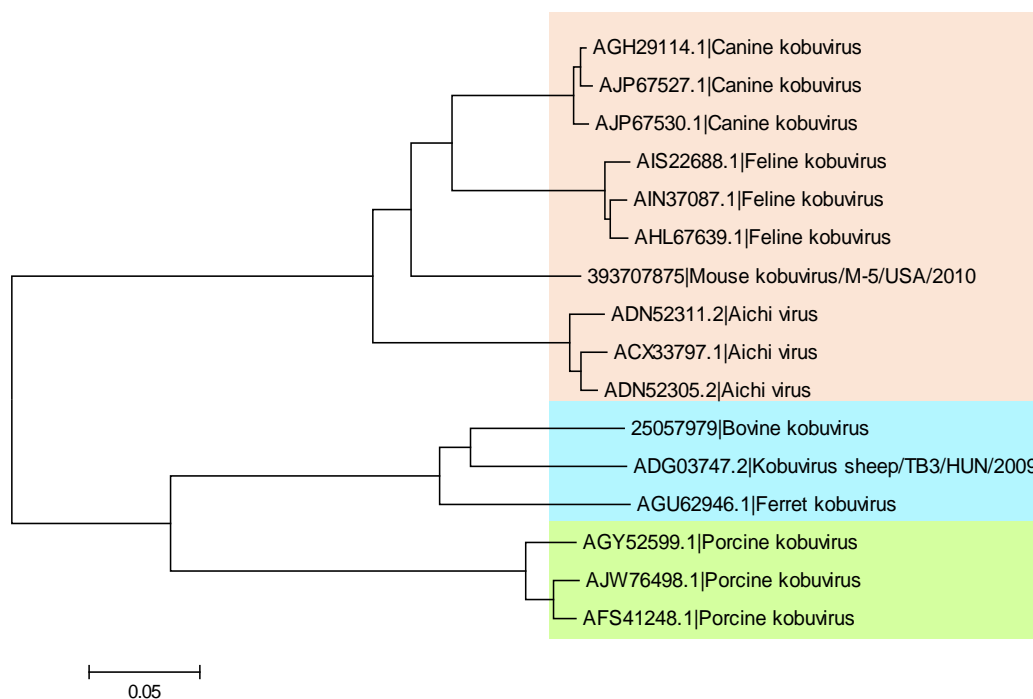 AGH29114.1|Canine kobuvirus
AJP67527.1|Canine kobuvirus
AJP67530.1|Canine kobuvirus
AIS22688.1|Feline kobuvirus
AIN37087.1|Feline kobuvirus
AHL67639.1|Feline kobuvirus
393707875|Mouse kobuvirus/M-5/USA/2010
ADN52311.2|Aichi virus
ACX33797.1|Aichi virus
ADN52305.2|Aichi virus
25057979|Bovine kobuvirus
ADG03747.2|Kobuvirus sheep/TB3/HUN/2009
AGU62946.1|Ferret kobuvirus
AGY52599.1|Porcine kobuvirus
AJW76498.1|Porcine kobuvirus
AFS41248.1|Porcine kobuvirus
0.05